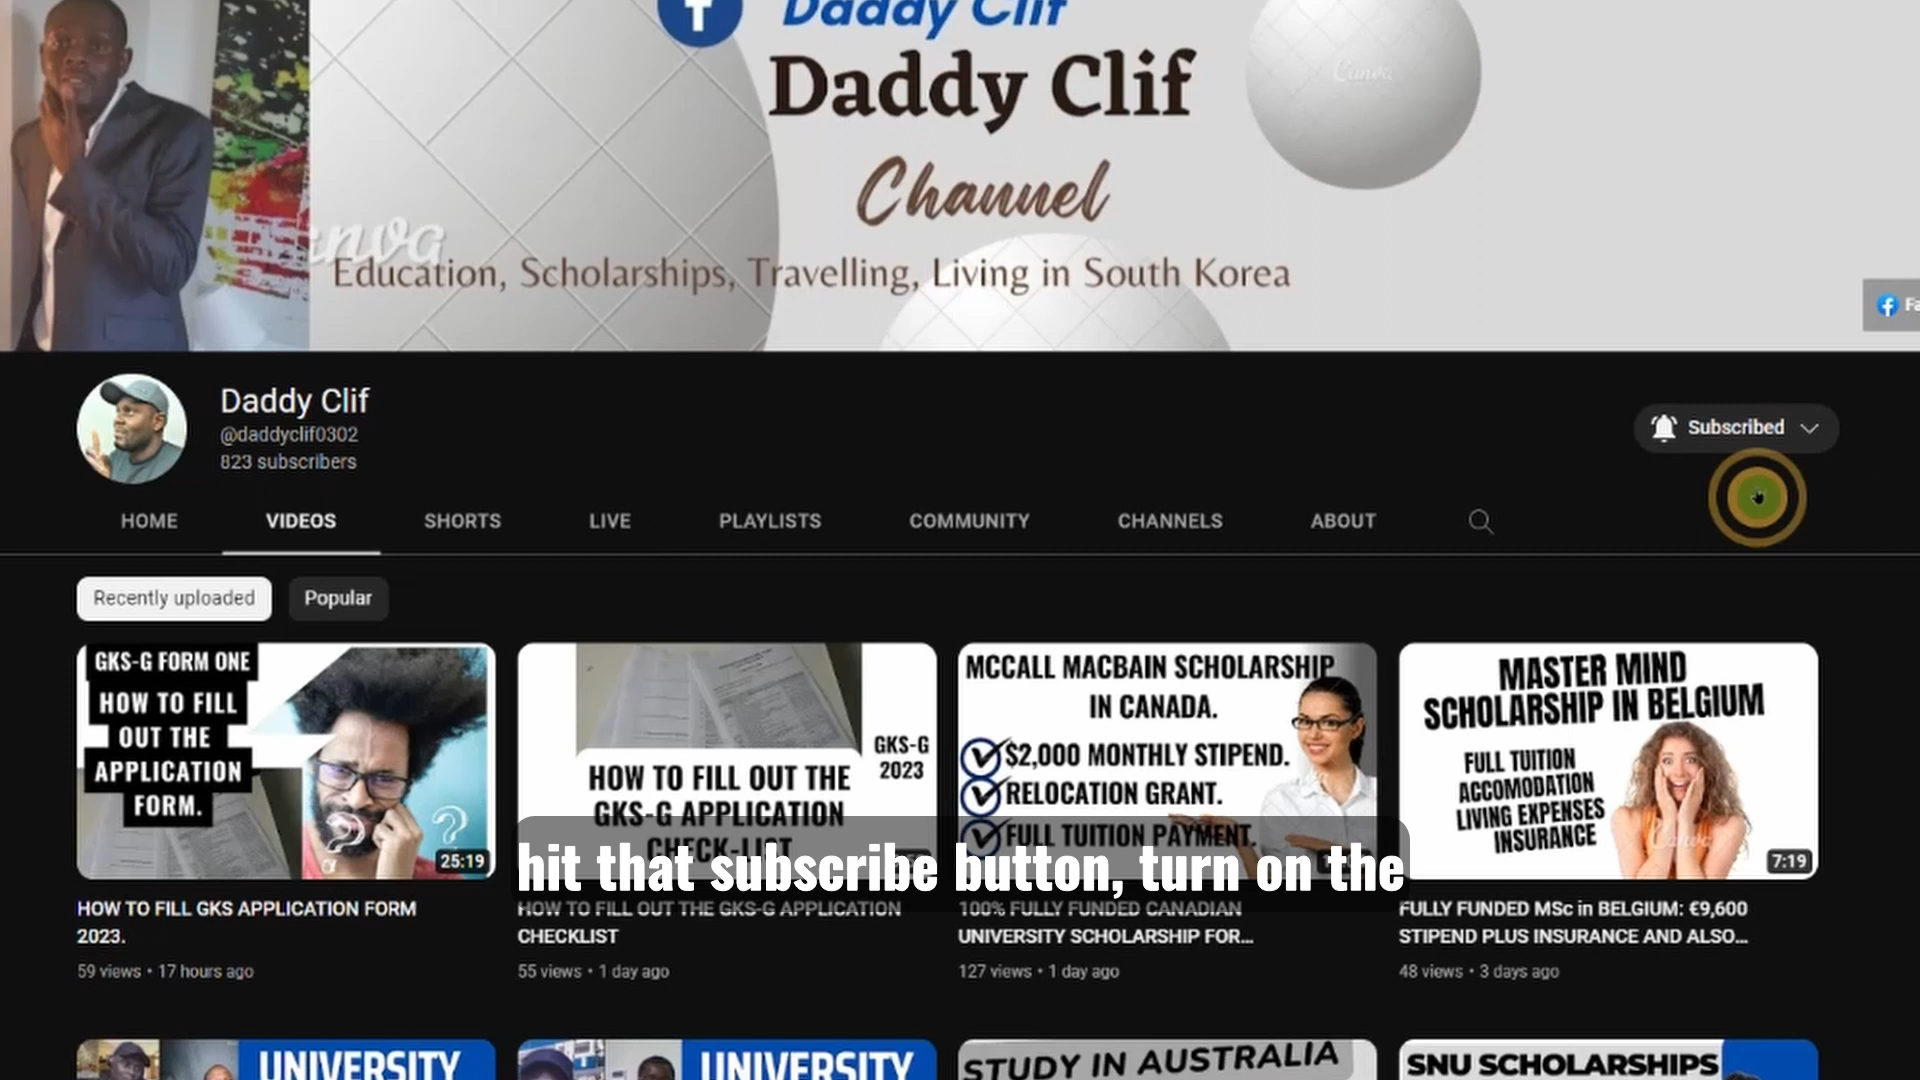 Daddy Clif
Daddy Clif
Channel
Canva
Education, Scholarships, Travelling, Living in South Korea
Daddy Clif
@daddyclif0302
823 subscribers
Subscribed
HOME
VIDEOS
SHORTS
LIVE
PLAYLISTS
COMMUNITY
CHANNELS
ABOUT
Recently uploaded
Popular
GKS-G FORM ONE
HOW TO FILL
OUT THE
APPLICATION
FORM.
25:19
HOW TO FILL GKS APPLICATION FORM
2023.
59 views • 17 hours ago
GKS-G
2023
HOW TO FILL OUT THE
GKS-G APPLICATION
CHECK-LIST
HOW TO FILL OUT THE GKS-G APPLICATION
CHECKLIST
55 views • 1 day ago
MCCALL MACBAIN SCHOLARSHIP
IN CANADA.
$2,000 MONTHLY STIPEND.
RELOCATION GRANT.
FULL TUITION PAYMENT.
100% FULLY FUNDED CANADIAN
UNIVERSITY SCHOLARSHIP FOR...
127 views • 1 day ago
MASTER MIND
SCHOLARSHIP IN BELGIUM
FULL TUITION
ACCOMODATION
LIVING EXPENSES
INSURANCE
Canva
7:19
FULLY FUNDED MSc in BELGIUM: €9,600
STIPEND PLUS INSURANCE AND ALSO...
48 views • 3 days ago
hit that subscribe button, turn on the
UNIVERSITY
UNIVERSITY
STUDY IN AUSTRALIA
SNU SCHOLARSHIPS